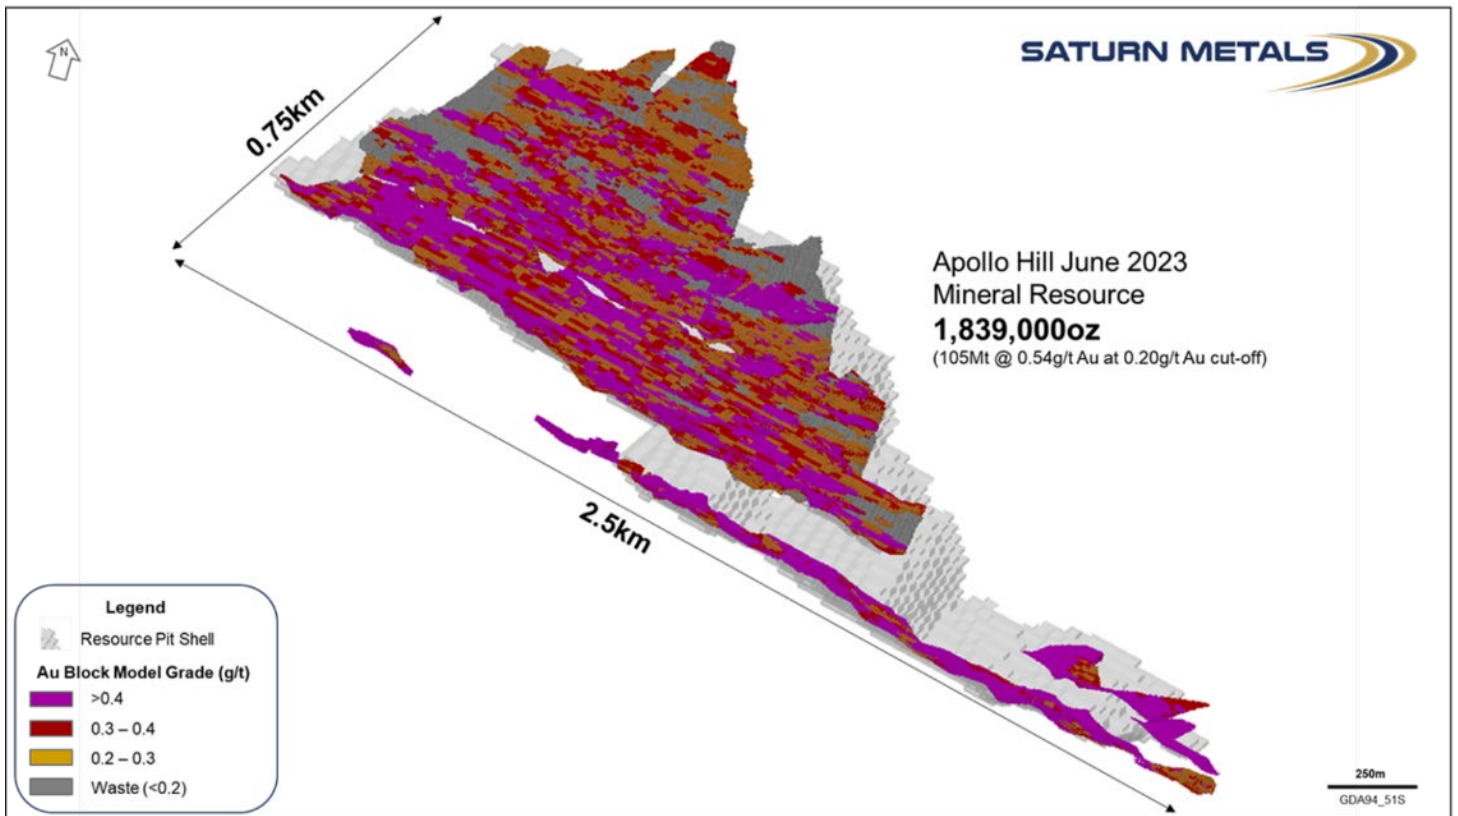 N
SATURN METALS
0.75km
Apollo Hill June 2023
Mineral Resource
1,839,000oz
(105Mt @ 0.54g/t Au at 0.20g/t Au cut-off)
2.5km
Legend
Resource Pit Shell
Au Block Model Grade (g/t)
>0.4
0.3 – 0.4
0.2 – 0.3
Waste (<0.2)
250m
GDA94_51S